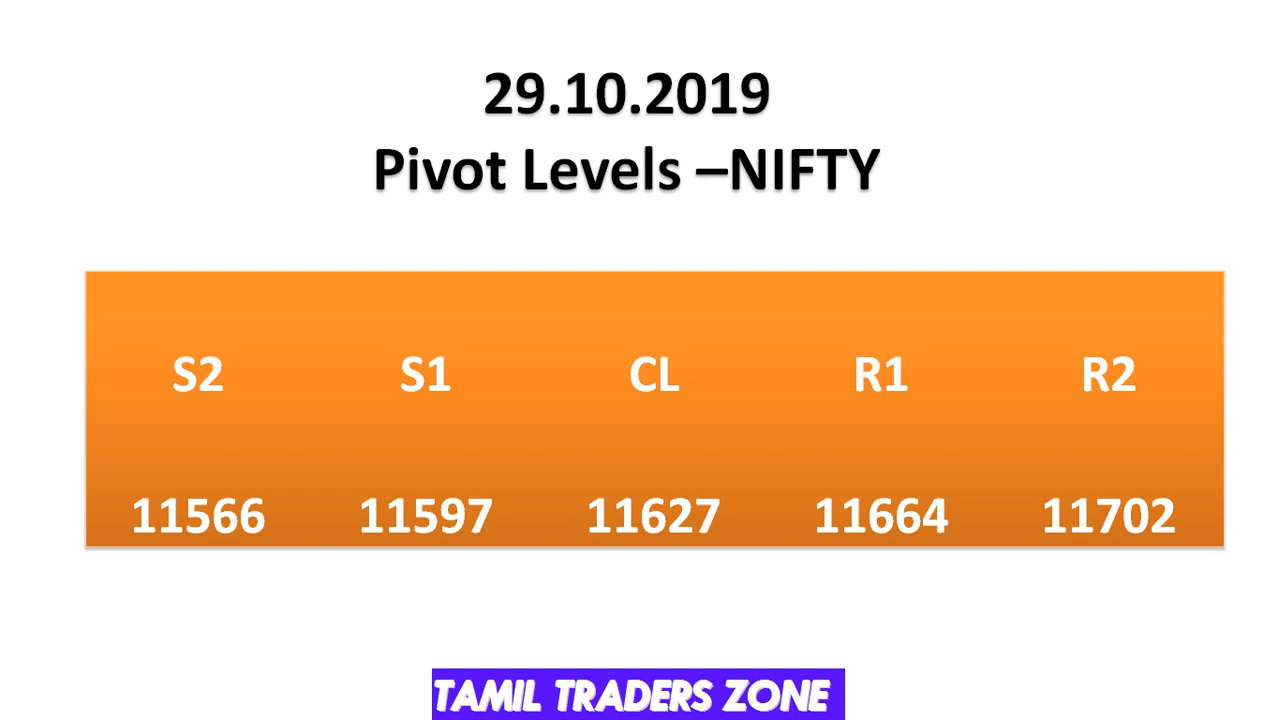 29.10.2019
Pivot Levels –NIFTY
S2 S1 CL R1 R2
11566 11597 11627 11664 11702
TAMIL TRADERS ZONE